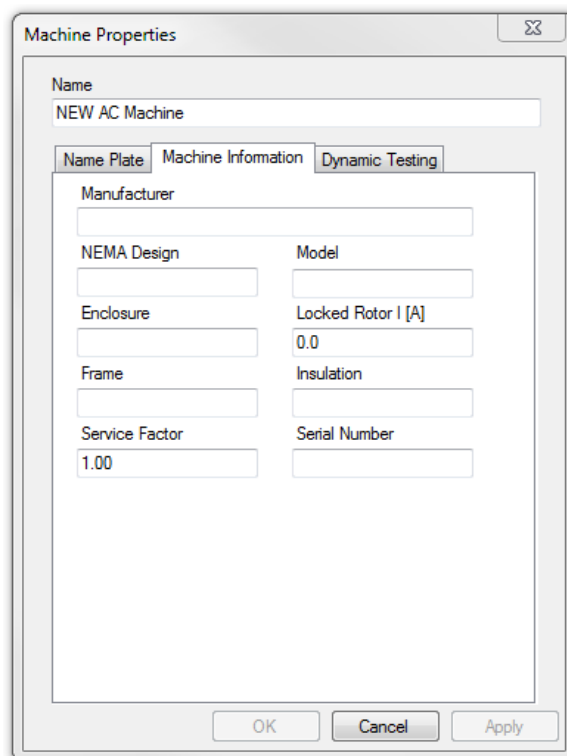 Machine Properties
Name
NEW AC Machine
Name Plate Machine Information Dynamic Testing
Manufacturer
NEMA Design Model
Enclosure Locked Rotor I [A]
0.0
Frame Insulation
Service Factor Serial Number
1.00
OK Cancel Apply